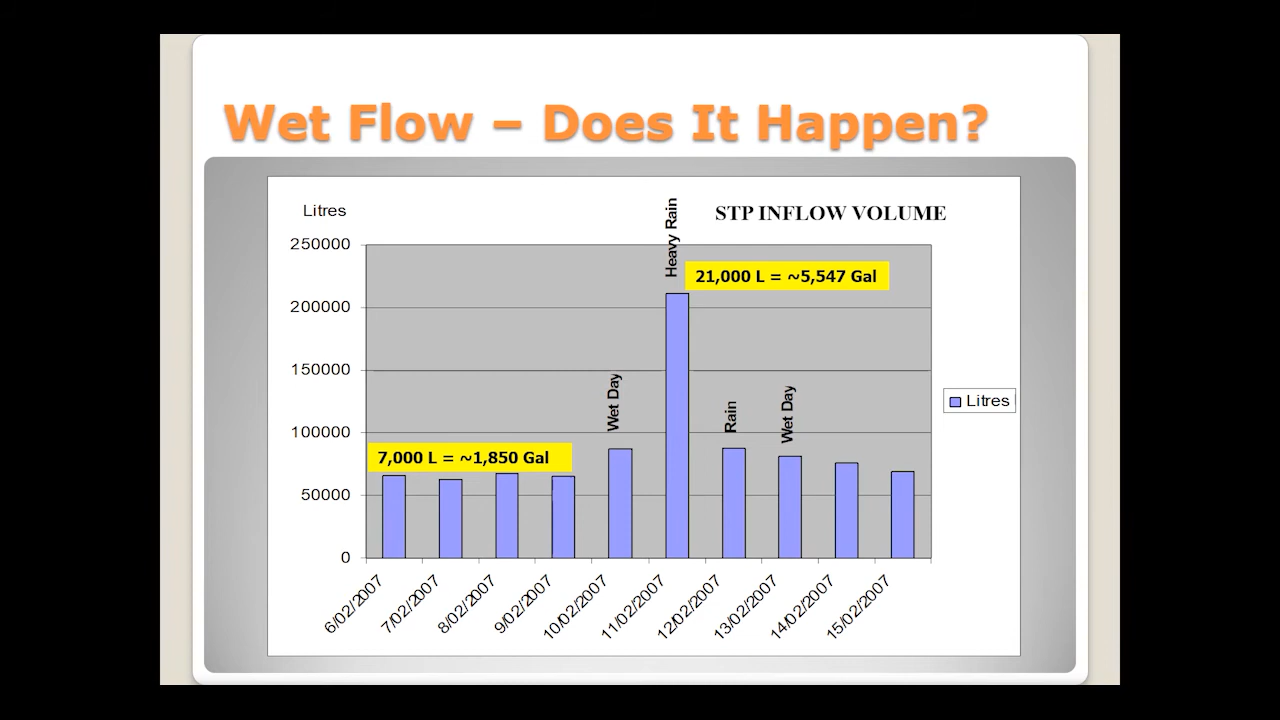 Wet Flow – Does It Happen?
Litres
STP INFLOW VOLUME
Heavy Rain
250000
21,000 L = ~5,547 Gal
200000
150000
Wet Day
Rain
Wet Day
100000
7,000 L = ~1,850 Gal
50000
0
Litres
6/02/2007
7/02/2007
8/02/2007
9/02/2007
10/02/2007
11/02/2007
12/02/2007
13/02/2007
14/02/2007
15/02/2007